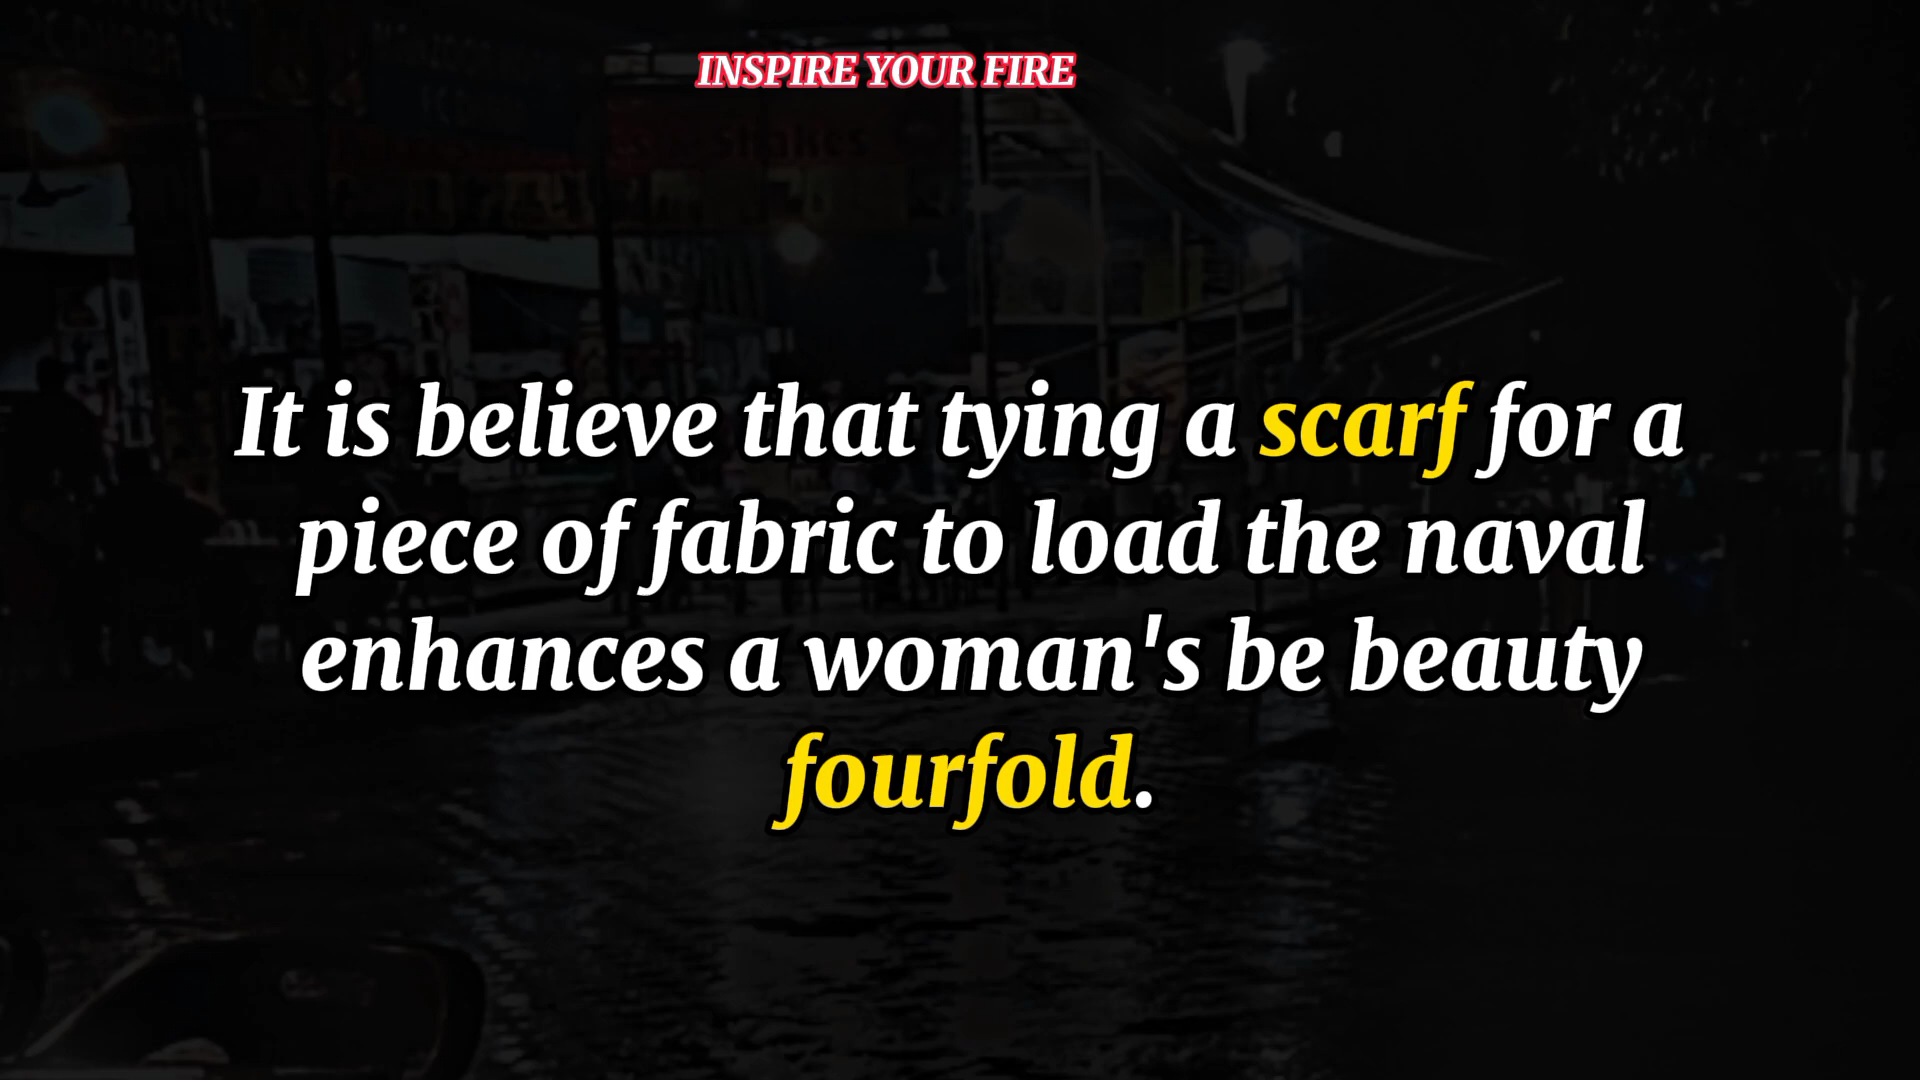 INSPIRE YOUR FIRE
Shakes
It is believe that tying a scarf for a
piece of fabric to load the naval
enhances a woman's be beauty
fourfold.